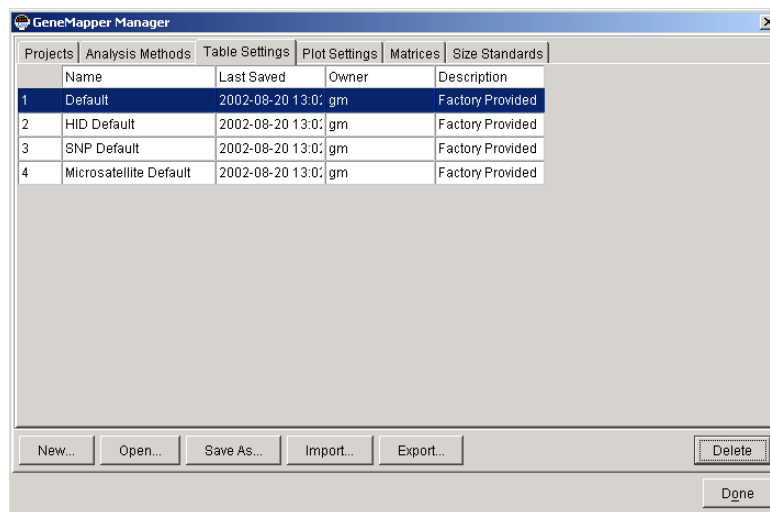 GeneMapper Manager
Projects Analysis Methods Table Settings Plot Settings Matrices Size Standards
Name Last Saved Owner Description
1 Default 2002-08-20 13:0 gm Factory Provided
2 HID Default 2002-08-20 13:0 gm Factory Provided
3 SNP Default 2002-08-20 13:0 gm Factory Provided
4 Microsatellite Default 2002-08-20 13:0 gm Factory Provided
New... Open... Save As... Import... Export... Delete
Done